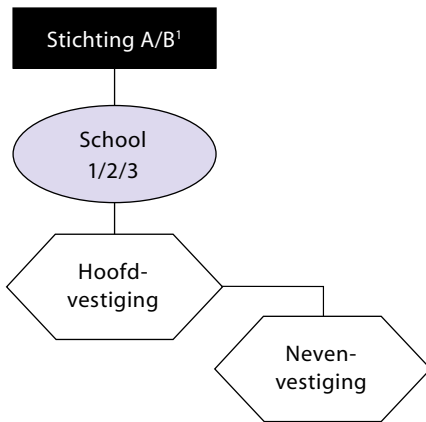 Stichting A/B¹
School
1/2/3
Hoofd-
vestiging
Neven-
vestiging